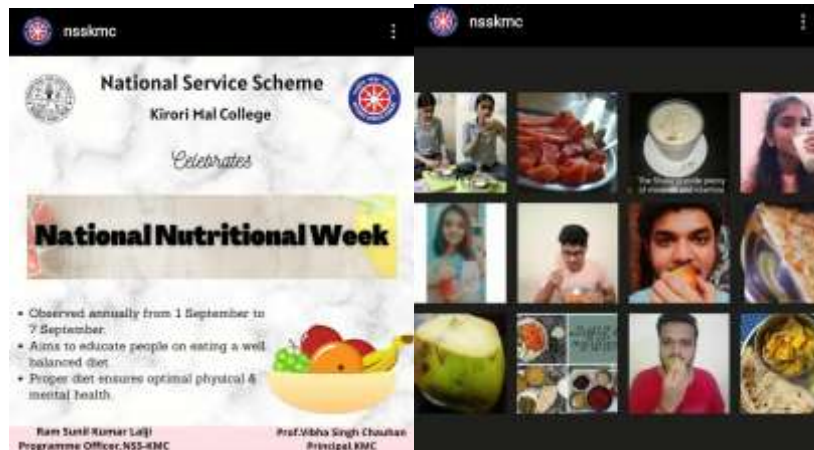 nsskmc
National Service Scheme
Kirori Mal College
Celebrates
National Nutritional Week
• Observed annually from 1 September to
7 September.
• Aims to educate people on eating a well
balanced diet.
• Proper diet ensures optimal physical &
mental health.
Ram Sunil Kumar Lalji
Programme Officer, NSS-KMC
Prof.Vibha Singh Chauhan
Principal KMC
nsskmc
plenty